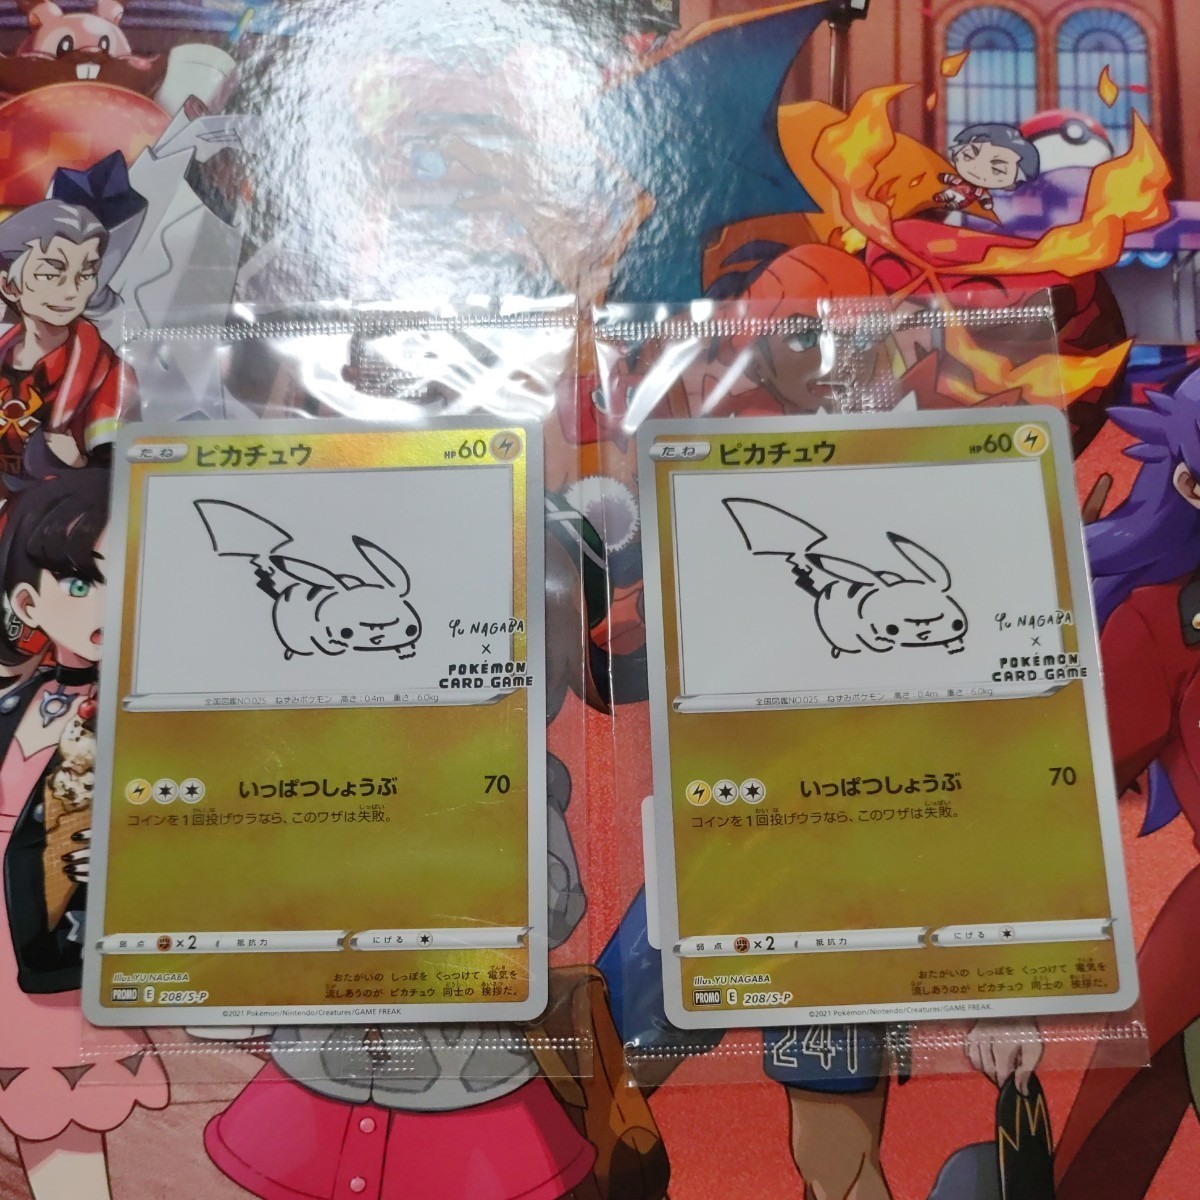 たね ピカチュウ HP60
Yu NAGABA
×
POKÉMON
CARD GAME
全国図鑑NO.025 ねずみポケモン 高さ:0.4m 重さ:6.0kg
いっぱつしょうぶ 70
コインを1回投げウラなら、このワザは失敗。
弱点 ×2 抵抗力 にげる
Illus. YU NAGABA
おたがいの しっぽを くっつけて 電気を
流しあうのが ピカチュウ 同士の 挨拶だ。
PROMO E 208/S-P
©2021 Pokémon/Nintendo/Creatures/GAME FREAK.
たね ピカチュウ HP60
Yu NAGABA
×
POKÉMON
CARD GAME
全国図鑑NO.025 ねずみポケモン 高さ:0.4m 重さ:6.0kg
いっぱつしょうぶ 70
コインを1回投げウラなら、このワザは失敗。
弱点 ×2 抵抗力 にげる
Illus. YU NAGABA
おたがいの しっぽを くっつけて 電気を
流しあうのが ピカチュウ 同士の 挨拶だ。
PROMO E 208/S-P
©2021 Pokémon/Nintendo/Creatures/GAME FREAK.
241